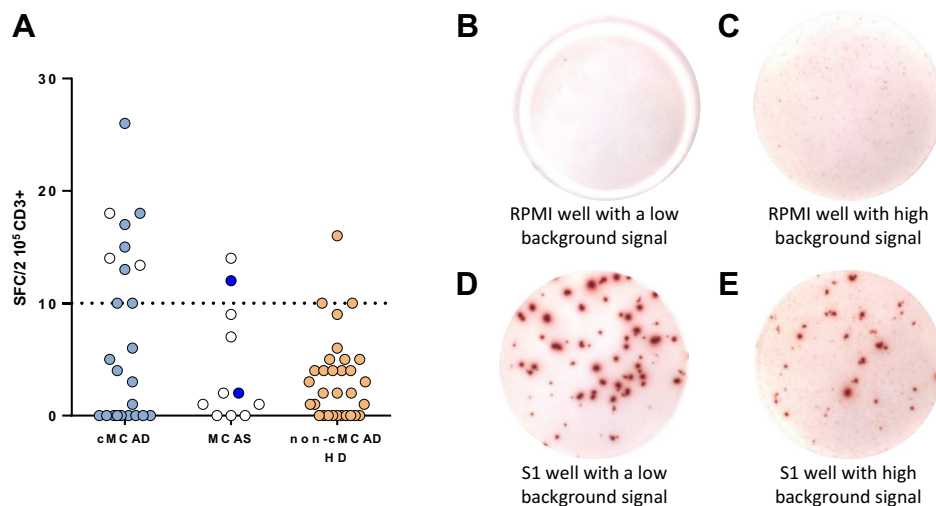 A
B
C
30
20
10
0
SFC/2 10⁵ CD3+
cMCAD
MCAS
non-cMCAD
HD
RPMI well with a low
background signal
RPMI well with high
background signal
D
E
S1 well with a low
background signal
S1 well with high
background signal